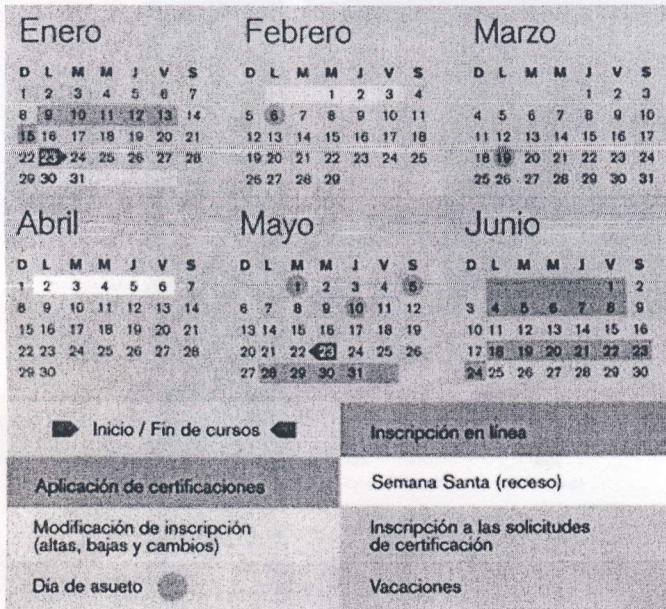 Enero Febrero Marzo
D L M M J V S D L M M J V S D L M M J V S
1 2 3 4 5 6 7 1 2 3 4 1 2 3
8 9 10 11 12 13 14 5 6 7 8 9 10 11 4 5 6 7 8 9 10
15 16 17 18 19 20 21 12 13 14 15 16 17 18 11 12 13 14 15 16 17
22 23 24 25 26 27 28 19 20 21 22 23 24 25 18 19 20 21 22 23 24
29 30 31 26 27 28 29 25 26 27 28 29 30 31
Abril Mayo Junio
D L M M J V S D L M M J V S D L M M J V S
1 2 3 4 5 6 7 1 2 3 4 5 1 2
8 9 10 11 12 13 14 6 7 8 9 10 11 12 3 4 5 6 7 8 9
15 16 17 18 19 20 21 13 14 15 16 17 18 19 10 11 12 13 14 15 16
22 23 24 25 26 27 28 20 21 22 23 24 25 26 17 18 19 20 21 22 23
29 30 27 28 29 30 31 24 25 26 27 28 29 30
Inicio / Fin de cursos
Inscripción en línea
Aplicación de certificaciones
Semana Santa (receso)
Modificación de inscripción
(altas, bajas y cambios)
Inscripción a las solicitudes
de certificación
Día de asueto
Vacaciones